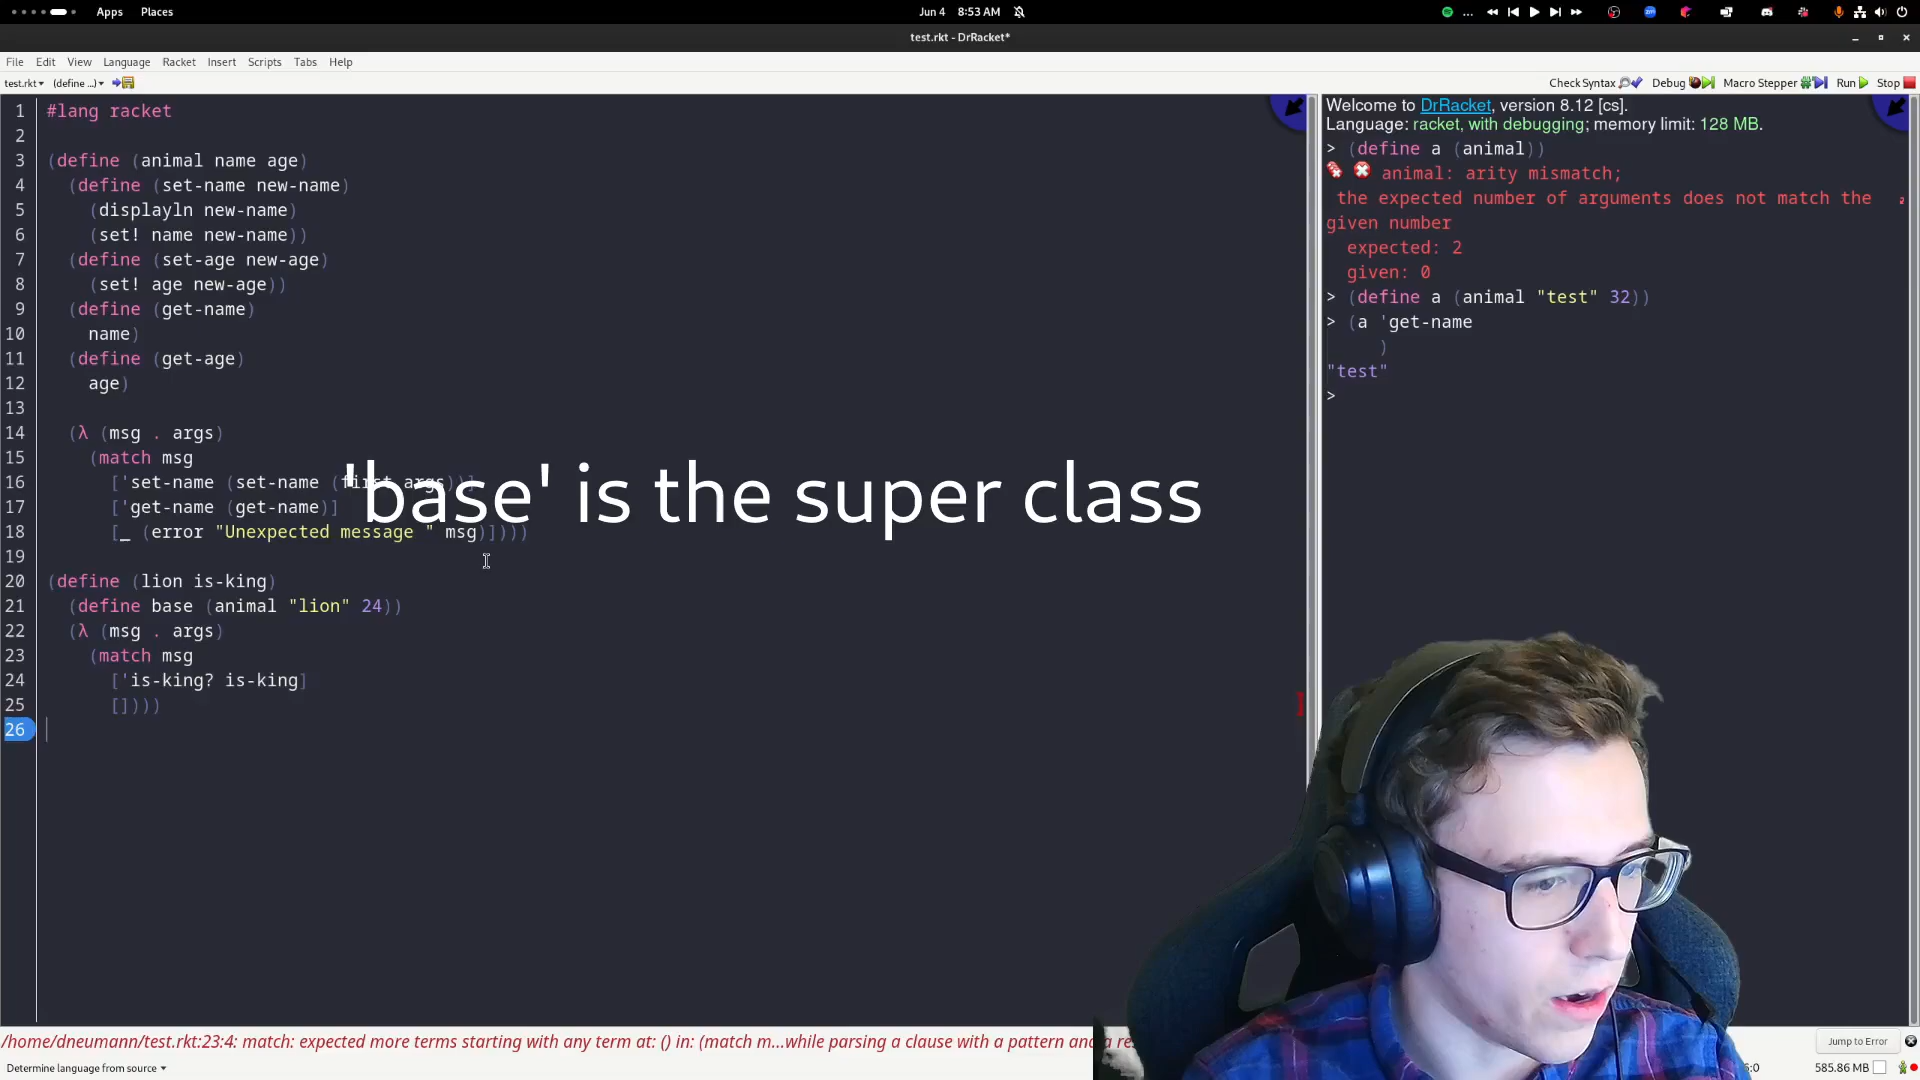 Apps Places
Jun 4 8:53 AM
test.rkt - DrRacket*
File Edit View Language Racket Insert Scripts Tabs Help
test.rkt (define ...)
Check Syntax Debug Macro Stepper Run Stop
1 #lang racket
2
3 (define (animal name age)
4 (define (set-name new-name)
5 (displayln new-name)
6 (set! name new-name))
7 (define (set-age new-age)
8 (set! age new-age))
9 (define (get-name)
10 name)
11 (define (get-age)
12 age)
13
14 (λ (msg . args)
15 (match msg
16 ['set-name (set-name (first args))]
17 ['get-name (get-name)]
18 [_ (error "Unexpected message " msg)])))
19
20 (define (lion is-king)
21 (define base (animal "lion" 24))
22 (λ (msg . args)
23 (match msg
24 ['is-king? is-king]
25 []))))
26
'base' is the super class
Welcome to DrRacket, version 8.12 [cs].
Language: racket, with debugging; memory limit: 128 MB.
> (define a (animal))
animal: arity mismatch;
the expected number of arguments does not match the
given number
expected: 2
given: 0
> (define a (animal "test" 32))
> (a 'get-name
)
"test"
>
/home/dneumann/test.rkt:23:4: match: expected more terms starting with any term at: () in: (match m...while parsing a clause with a pattern and a
Jump to Error
Determine language from source
:0
585.86 MB